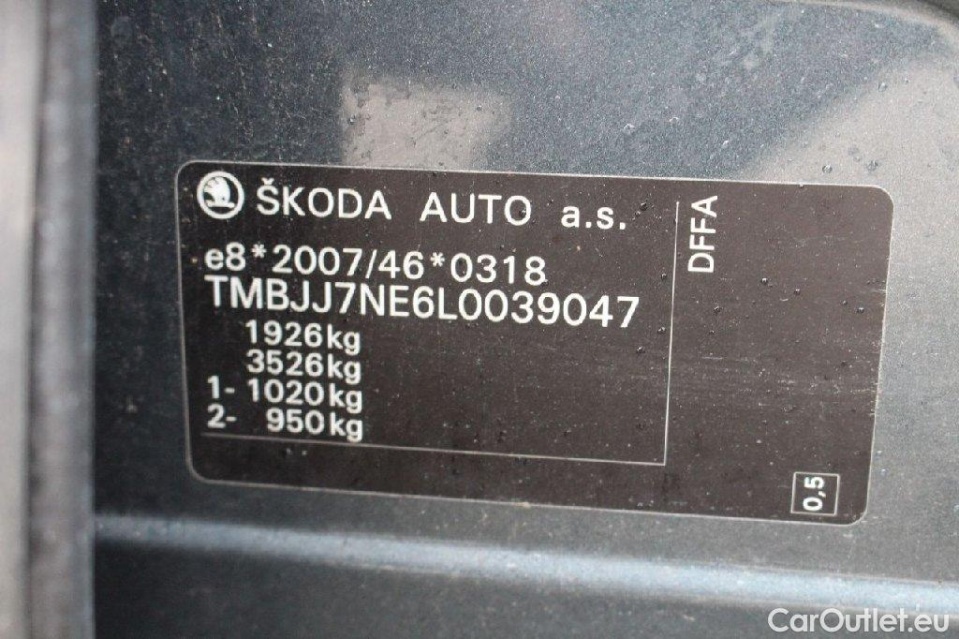 ŠKODA AUTO a.s.
e8*2007/46*0318
TMBJJ7NE6L0039047
1926kg
3526kg
1- 1020kg
2- 950kg
DFFA
0,5
CarOutlet.eu